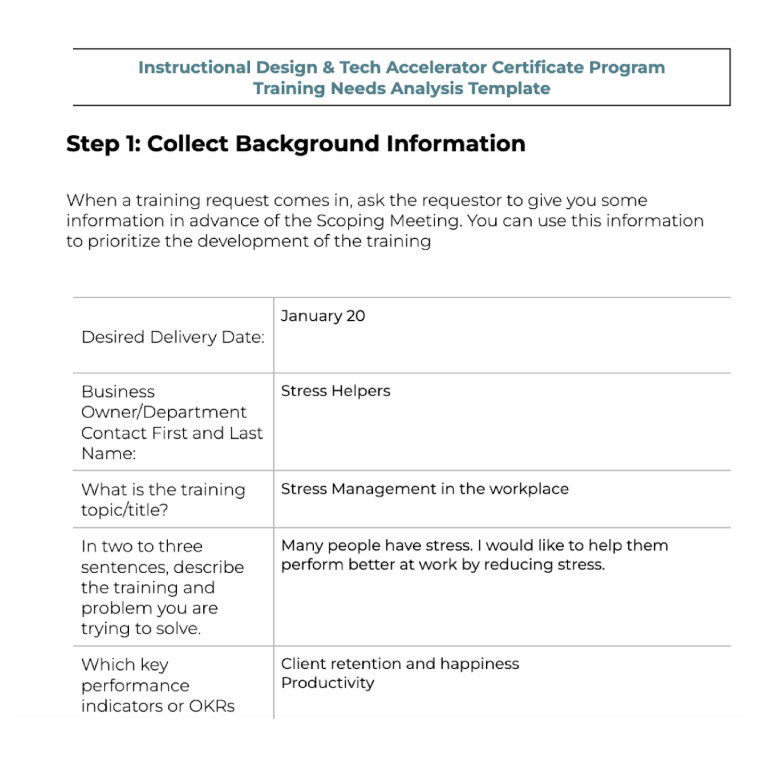 Instructional Design & Tech Accelerator Certificate Program
Training Needs Analysis Template
Step 1: Collect Background Information
When a training request comes in, ask the requestor to give you some
information in advance of the Scoping Meeting. You can use this information
to prioritize the development of the training
Desired Delivery Date:
January 20
Business
Owner/Department
Contact First and Last
Name:
Stress Helpers
What is the training
topic/title?
Stress Management in the workplace
In two to three
sentences, describe
the training and
problem you are
trying to solve.
Many people have stress. I would like to help them
perform better at work by reducing stress.
Which key
performance
indicators or OKRs
Client retention and happiness
Productivity